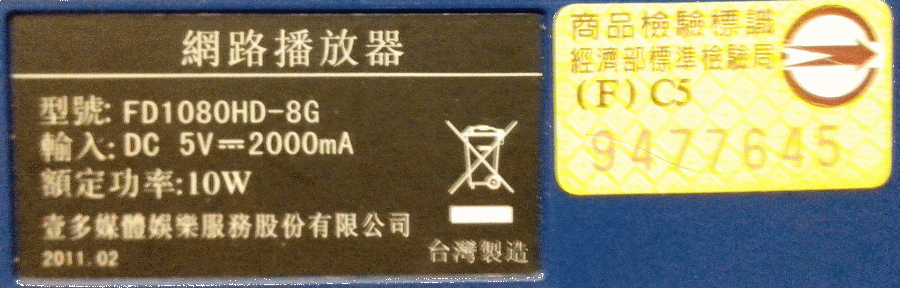 網路播放器
型號: FD1080HD-8G
輸入: DC 5V⎓2000mA
額定功率:10W
壹多媒體娛樂服務股份有限公司
2011.02
台灣製造
商品檢驗標識
經濟部標準檢驗局
(F) C5
9477645